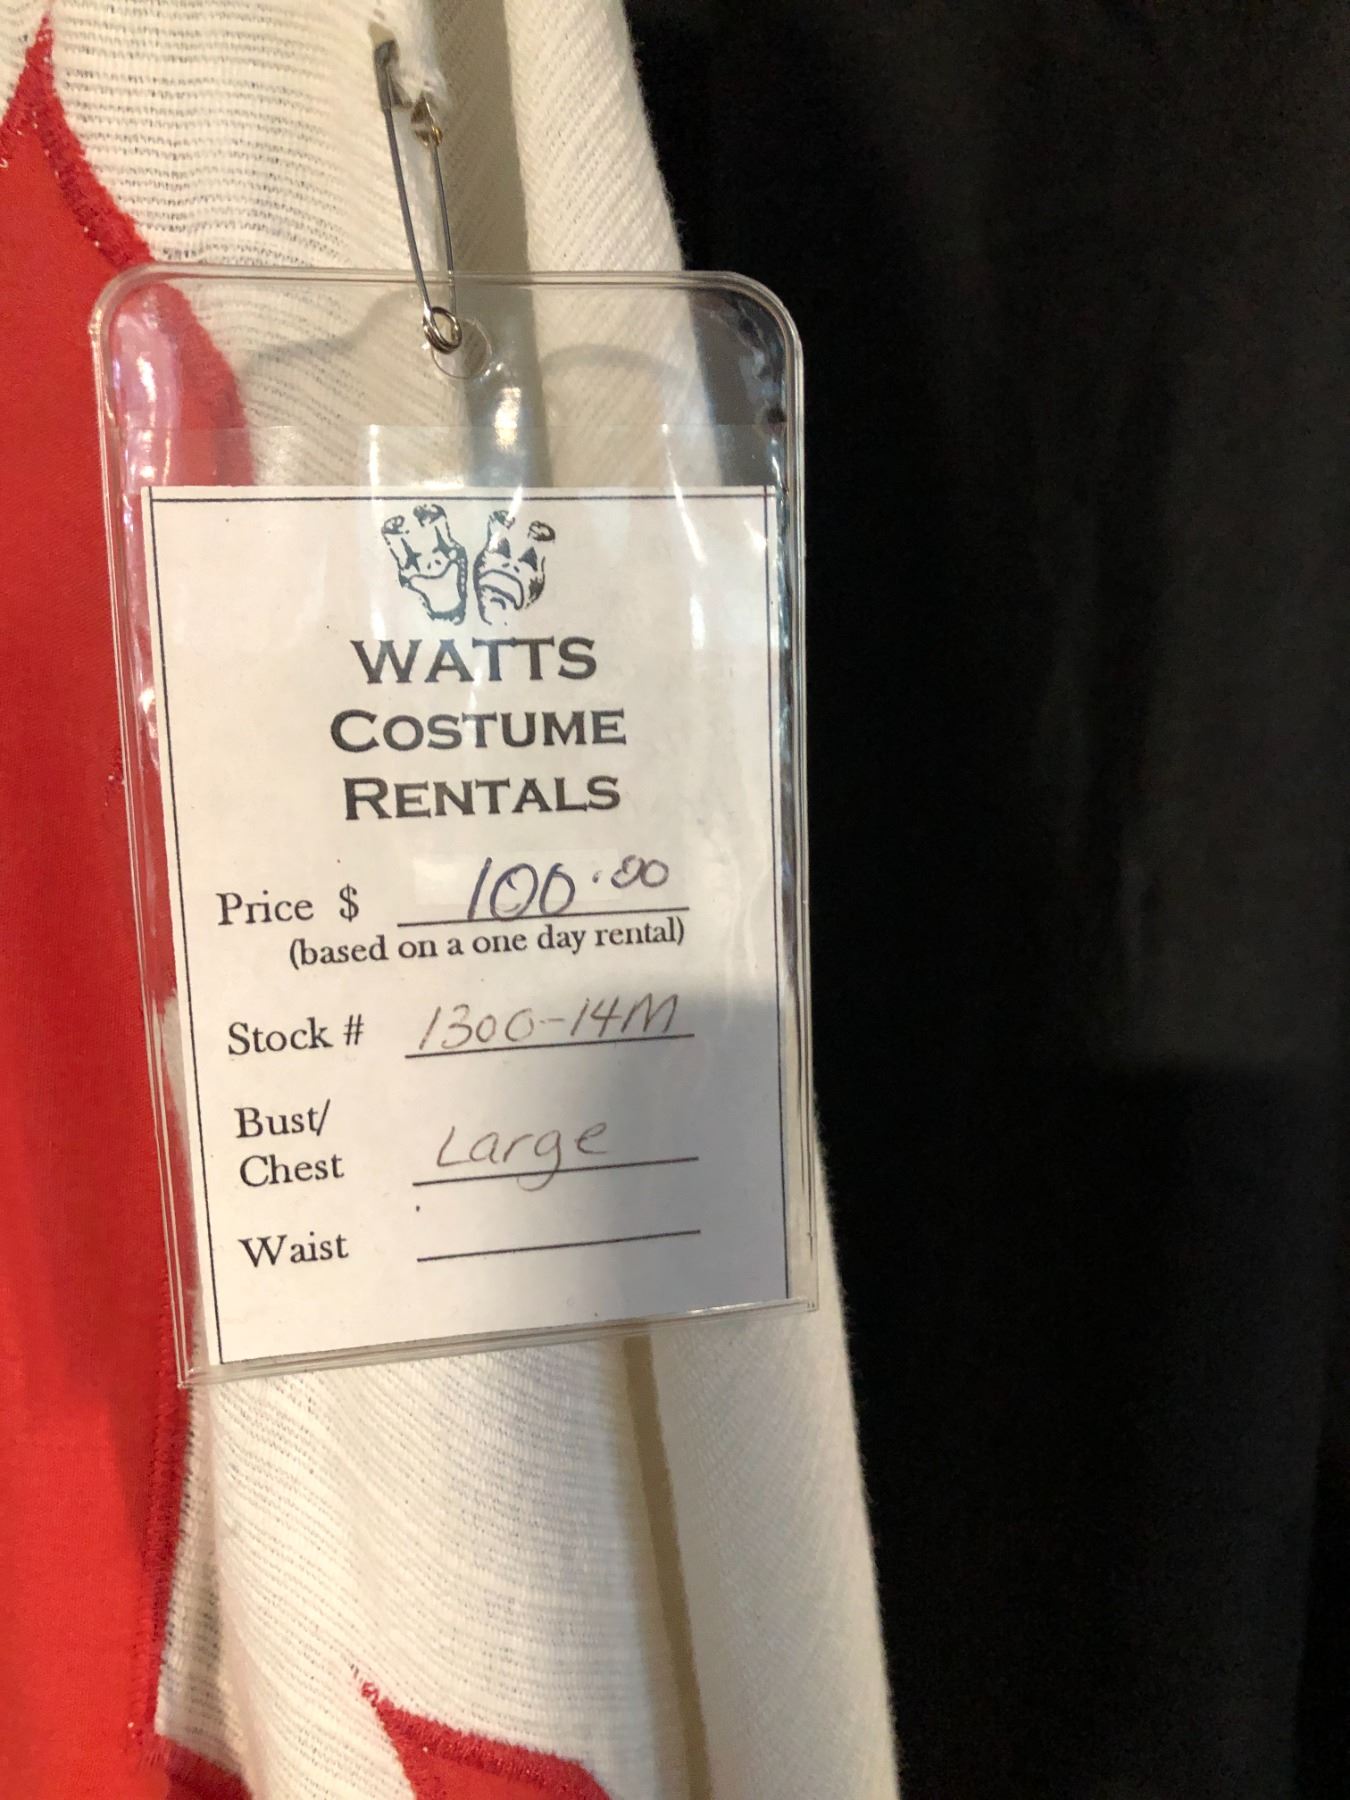 WATTS
COSTUME
RENTALS
Price $ 100.00
(based on a one day rental)
Stock # 1300-14M
Bust/
Chest Large
Waist